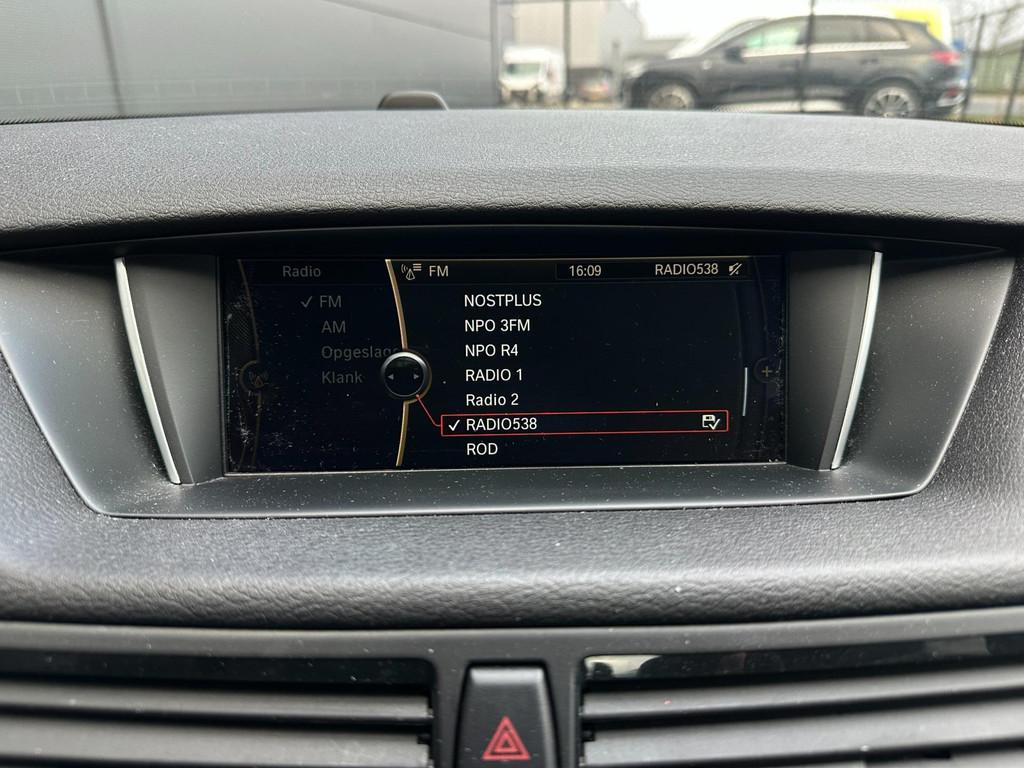 Radio
FM
16:09
RADIO538
✓ FM
AM
Opgeslage
Klank
NOSTPLUS
NPO 3FM
NPO R4
RADIO 1
Radio 2
✓ RADIO538
ROD